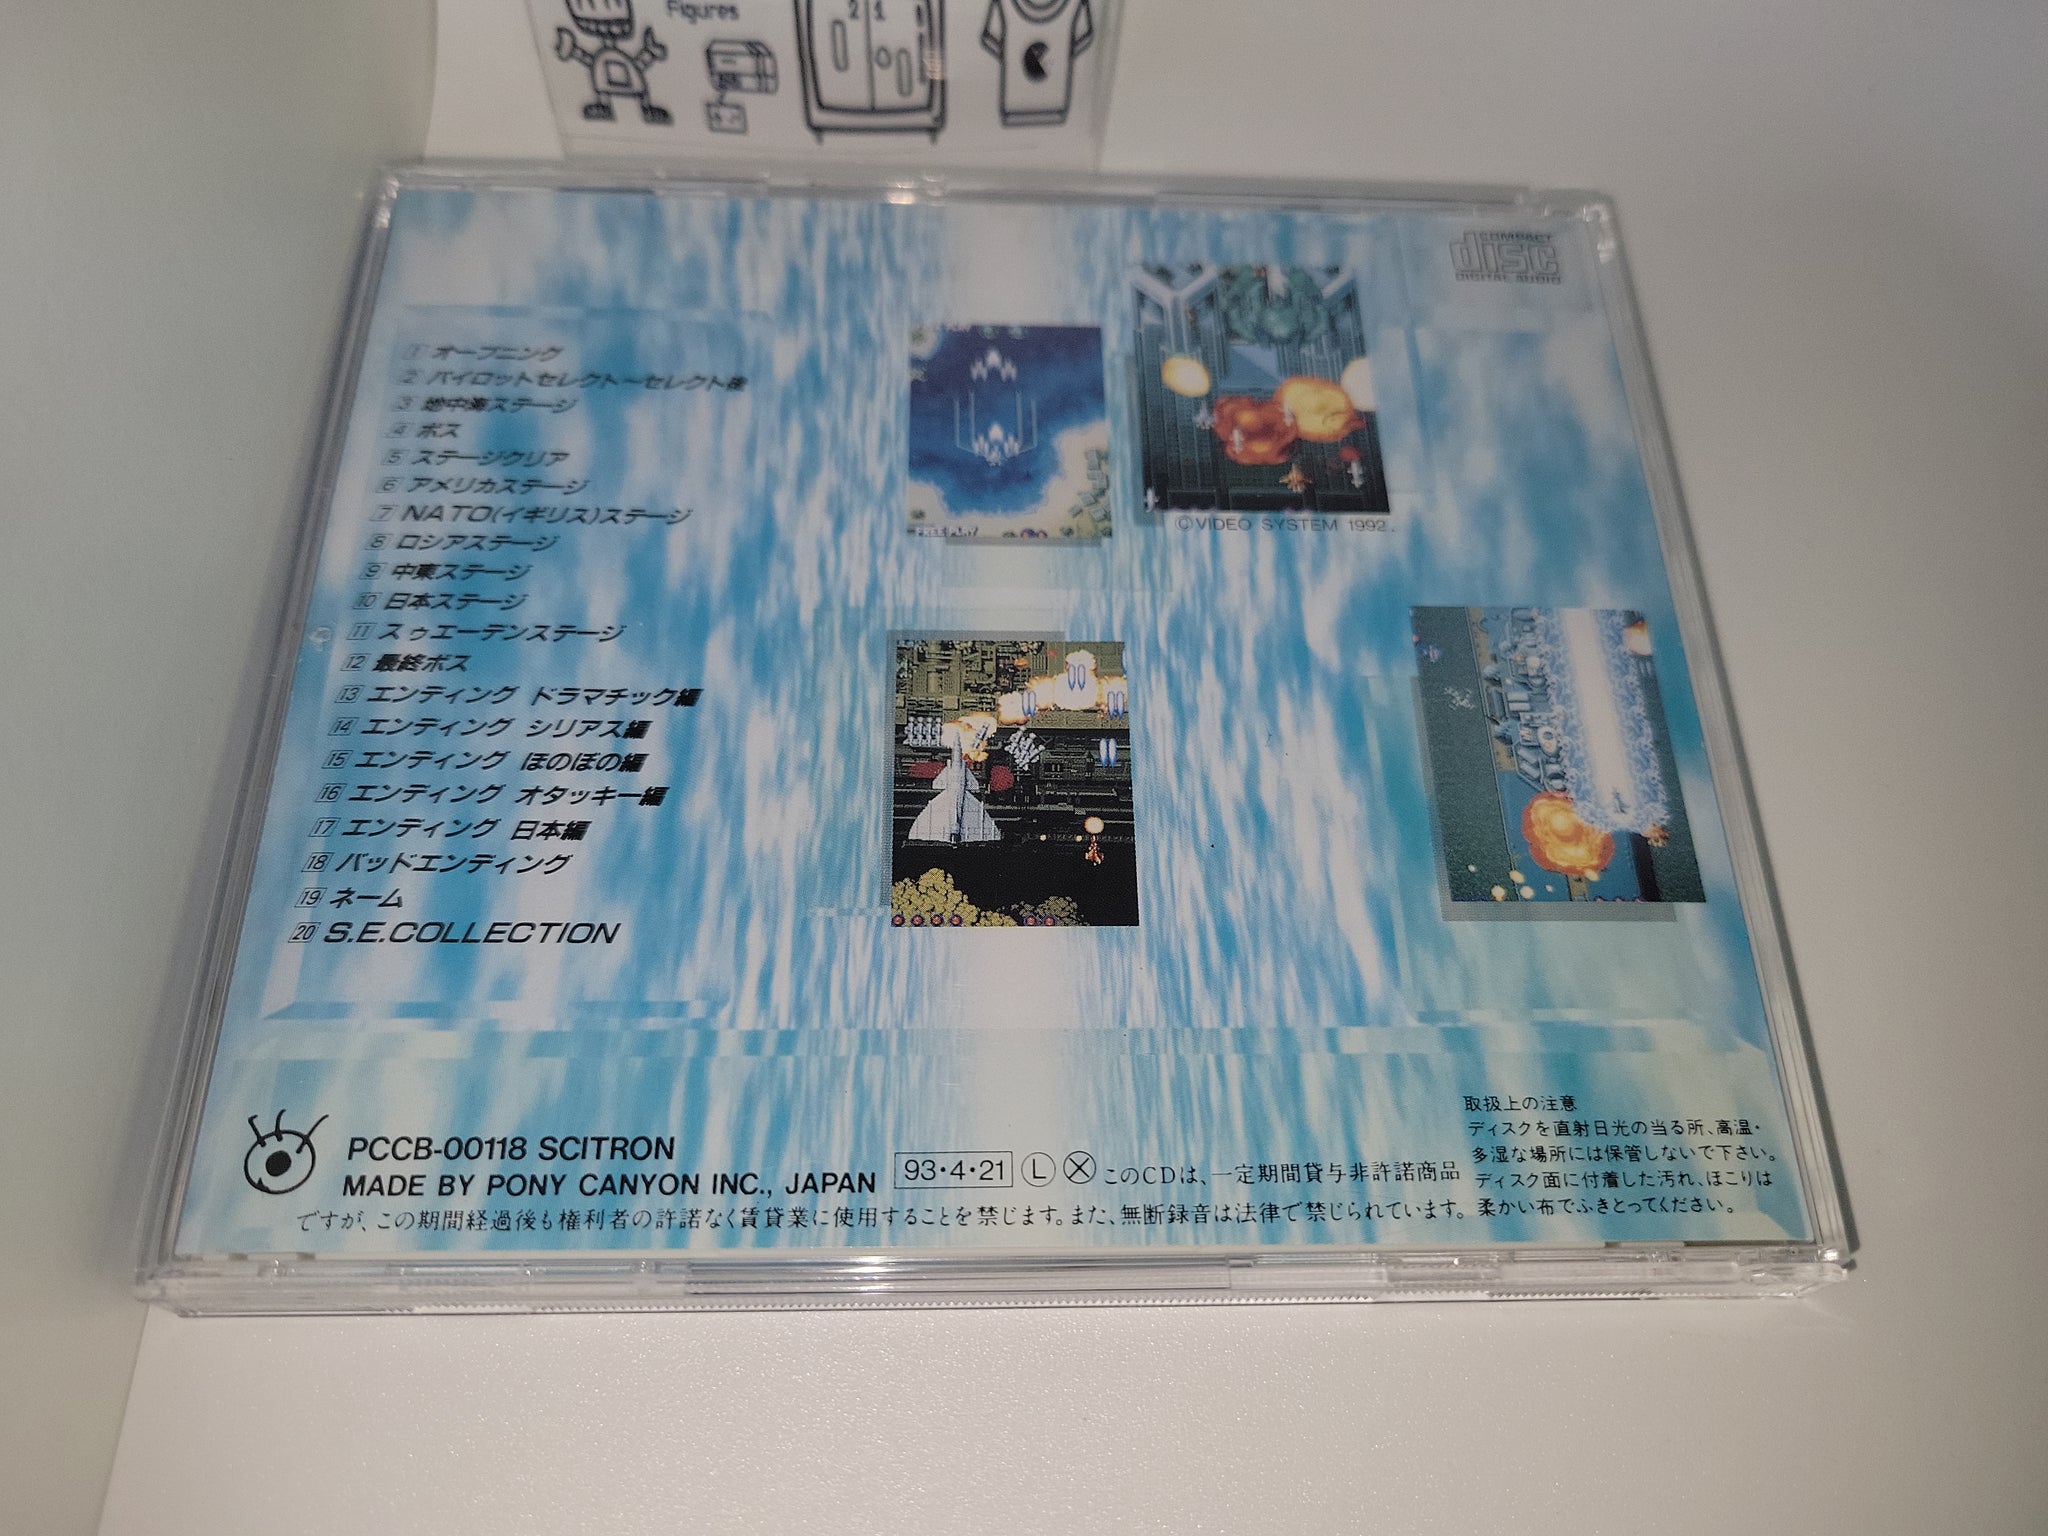 Figures
2 1
COMPACT
disc
DIGITAL AUDIO
1 オープニング
2 パイロットセレクト〜セレクト後
3 地中海ステージ
4 ボス
5 ステージクリア
6 アメリカステージ
7 NATO(イギリス)ステージ
8 ロシアステージ
9 中東ステージ
10 日本ステージ
11 スゥエーデンステージ
12 最終ボス
13 エンディング ドラマチック編
14 エンディング シリアス編
15 エンディング ほのぼの編
16 エンディング オタッキー編
17 エンディング 日本編
18 バッドエンディング
19 ネーム
20 S.E.COLLECTION
FREE PLAY
©VIDEO SYSTEM 1992.
PCCB-00118 SCITRON
MADE BY PONY CANYON INC., JAPAN
93・4・21 L X このCDは、一定期間貸与非許諾商品
ですが、この期間経過後も権利者の許諾なく賃貸業に使用することを禁じます。また、無断録音は法律で禁じられています。
取扱上の注意
ディスクを直射日光の当る所、高温・
多湿な場所には保管しないで下さい。
ディスク面に付着した汚れ、ほこりは
柔かい布でふきとってください。